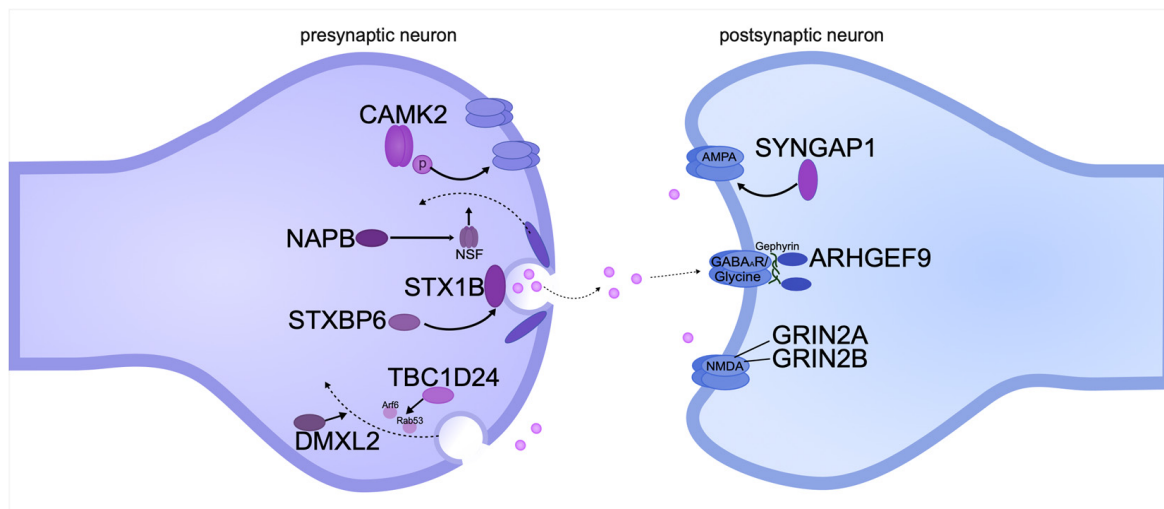 presynaptic neuron
postsynaptic neuron
CAMK2
p
NAPB
NSF
STX1B
STXBP6
TBC1D24
Arf6
Rab53
DMXL2
AMPA
SYNGAP1
Gephyrin
GABAAR/
Glycine
ARHGEF9
GRIN2A
GRIN2B
NMDA